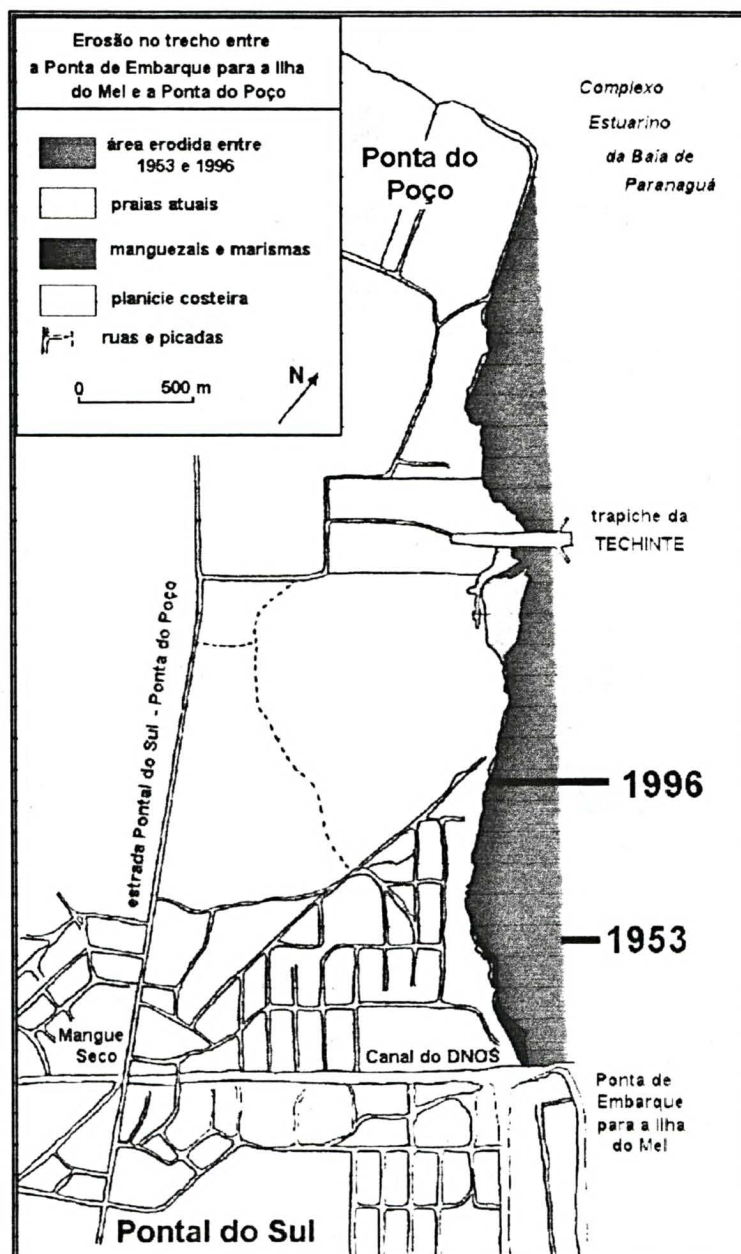 Erosão no trecho entre
a Ponta de Embarque para a Ilha
do Mel e a Ponta do Poço
área erodida entre
1953 e 1996
praias atuais
manguezais e marismas
planície costeira
ruas e picadas
0 500 m
N
Complexo
Estuarino
da Baía de
Paranaguá
Ponta do
Poço
trapiche da
TECHINTE
estrada Pontal do Sul - Ponta do Poço
1996
1953
Mangue
Seco
Canal do DNOS
Ponta de
Embarque
para a Ilha
do Mel
Pontal do Sul